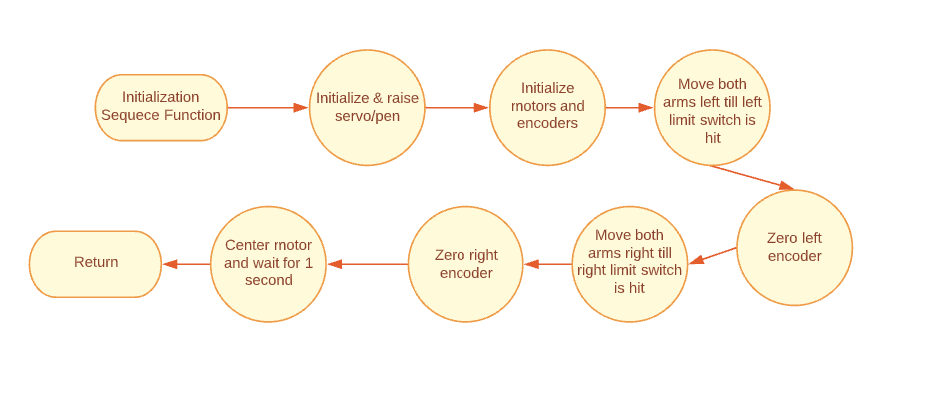 Initialization
Sequece Function
Initialize & raise
servo/pen
Initialize
motors and
encoders
Move both
arms left till left
limit switch is
hit
Zero left
encoder
Move both
arms right till
right limit switch
is hit
Zero right
encoder
Center motor
and wait for 1
second
Return